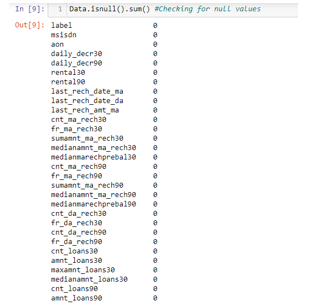 In [9]: 1 Data.isnull().sum() #Checking for null values
Out[9]: label 0
msisdn 0
aon 0
daily_decr30 0
daily_decr90 0
rental30 0
rental90 0
last_rech_date_ma 0
last_rech_date_da 0
last_rech_amt_ma 0
cnt_ma_rech30 0
fr_ma_rech30 0
sumamnt_ma_rech30 0
medianamnt_ma_rech30 0
medianmarechprebal30 0
cnt_ma_rech90 0
fr_ma_rech90 0
sumamnt_ma_rech90 0
medianamnt_ma_rech90 0
medianmarechprebal90 0
cnt_da_rech30 0
fr_da_rech30 0
cnt_da_rech90 0
fr_da_rech90 0
cnt_loans30 0
amnt_loans30 0
maxamnt_loans30 0
medianamnt_loans30 0
cnt_loans90 0
amnt_loans90 0